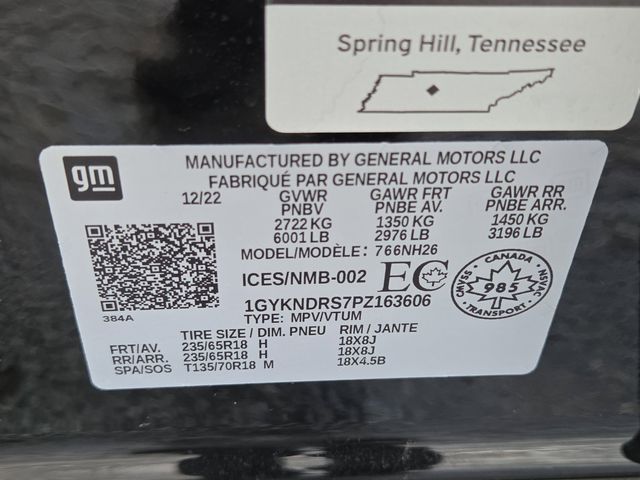 Spring Hill, Tennessee
gm
MANUFACTURED BY GENERAL MOTORS LLC
FABRIQUÉ PAR GENERAL MOTORS LLC
12/22 GVWR GAWR FRT GAWR RR
PNBV PNBE AV. PNBE ARR.
2722 KG 1350 KG 1450 KG
6001 LB 2976 LB 3196 LB
MODEL/MODÈLE: 766NH26
ICES/NMB-002 EC
CANADA
CMVSS 985 NSVAC
TRANSPORT
1GYKNDRS7PZ163606
384A
TYPE: MPV/VTUM
TIRE SIZE / DIM. PNEU RIM / JANTE
FRT/AV. 235/65R18 H 18X8J
RR/ARR. 235/65R18 H 18X8J
SPA/SOS T135/70R18 M 18X4.5B